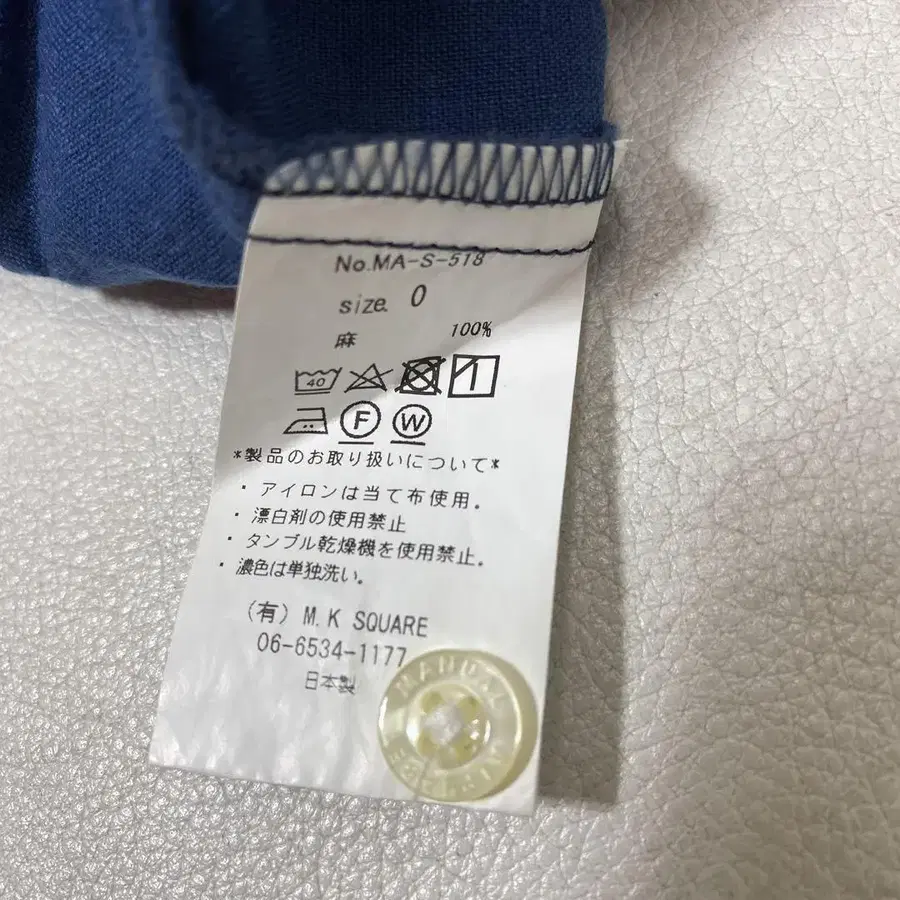 No.MA-S-518
size. 0
麻 100%
40
F W
*製品のお取り扱いについて*
・アイロンは当て布使用。
・漂白剤の使用禁止
・タンブル乾燥機を使用禁止。
・濃色は単独洗い。
(有) M.K SQUARE
06-6534-1177
日本製